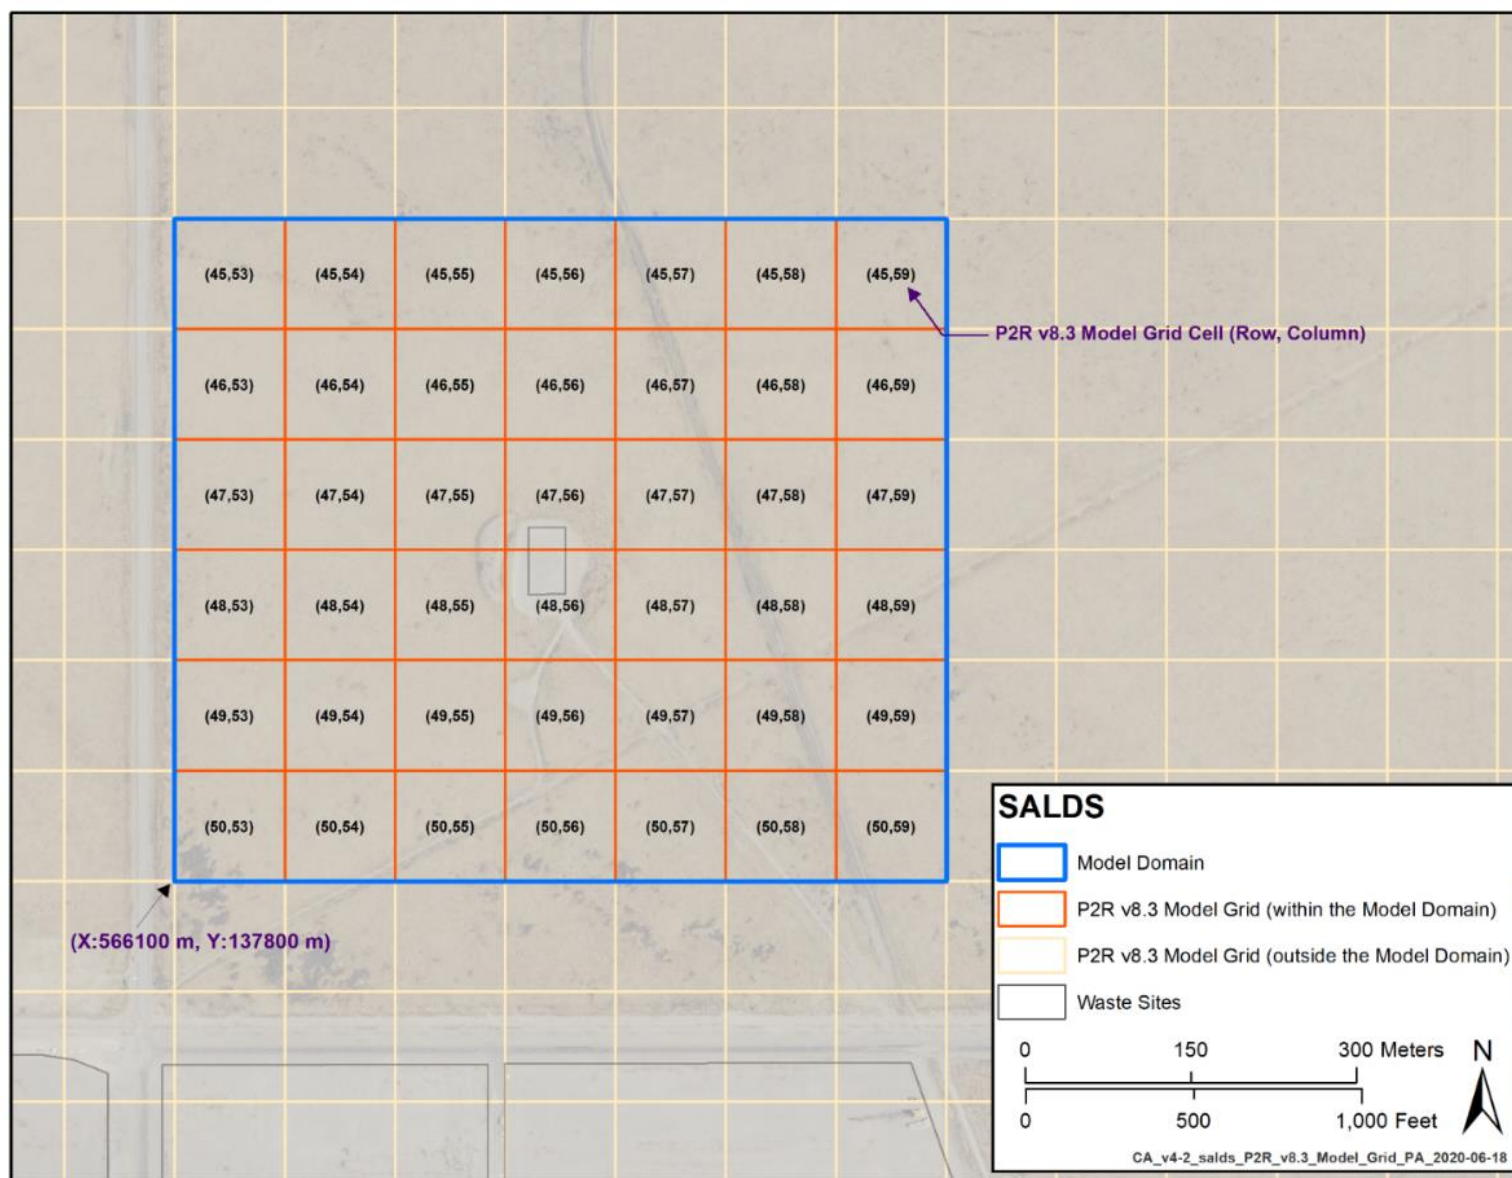 (45,53) (45,54) (45,55) (45,56) (45,57) (45,58) (45,59)
P2R v8.3 Model Grid Cell (Row, Column)
(46,53) (46,54) (46,55) (46,56) (46,57) (46,58) (46,59)
(47,53) (47,54) (47,55) (47,56) (47,57) (47,58) (47,59)
(48,53) (48,54) (48,55) (48,56) (48,57) (48,58) (48,59)
(49,53) (49,54) (49,55) (49,56) (49,57) (49,58) (49,59)
(50,53) (50,54) (50,55) (50,56) (50,57) (50,58) (50,59)
(X:566100 m, Y:137800 m)
SALDS
Model Domain
P2R v8.3 Model Grid (within the Model Domain)
P2R v8.3 Model Grid (outside the Model Domain)
Waste Sites
0 150 300 Meters
N
0 500 1,000 Feet
CA_v4-2_salds_P2R_v8.3_Model_Grid_PA_2020-06-18